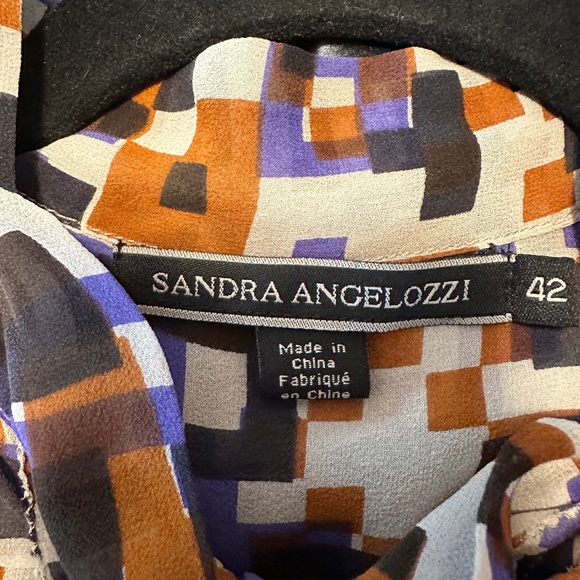 SANDRA ANGELOZZI
42
Made in
China
Fabriqué
en Chine